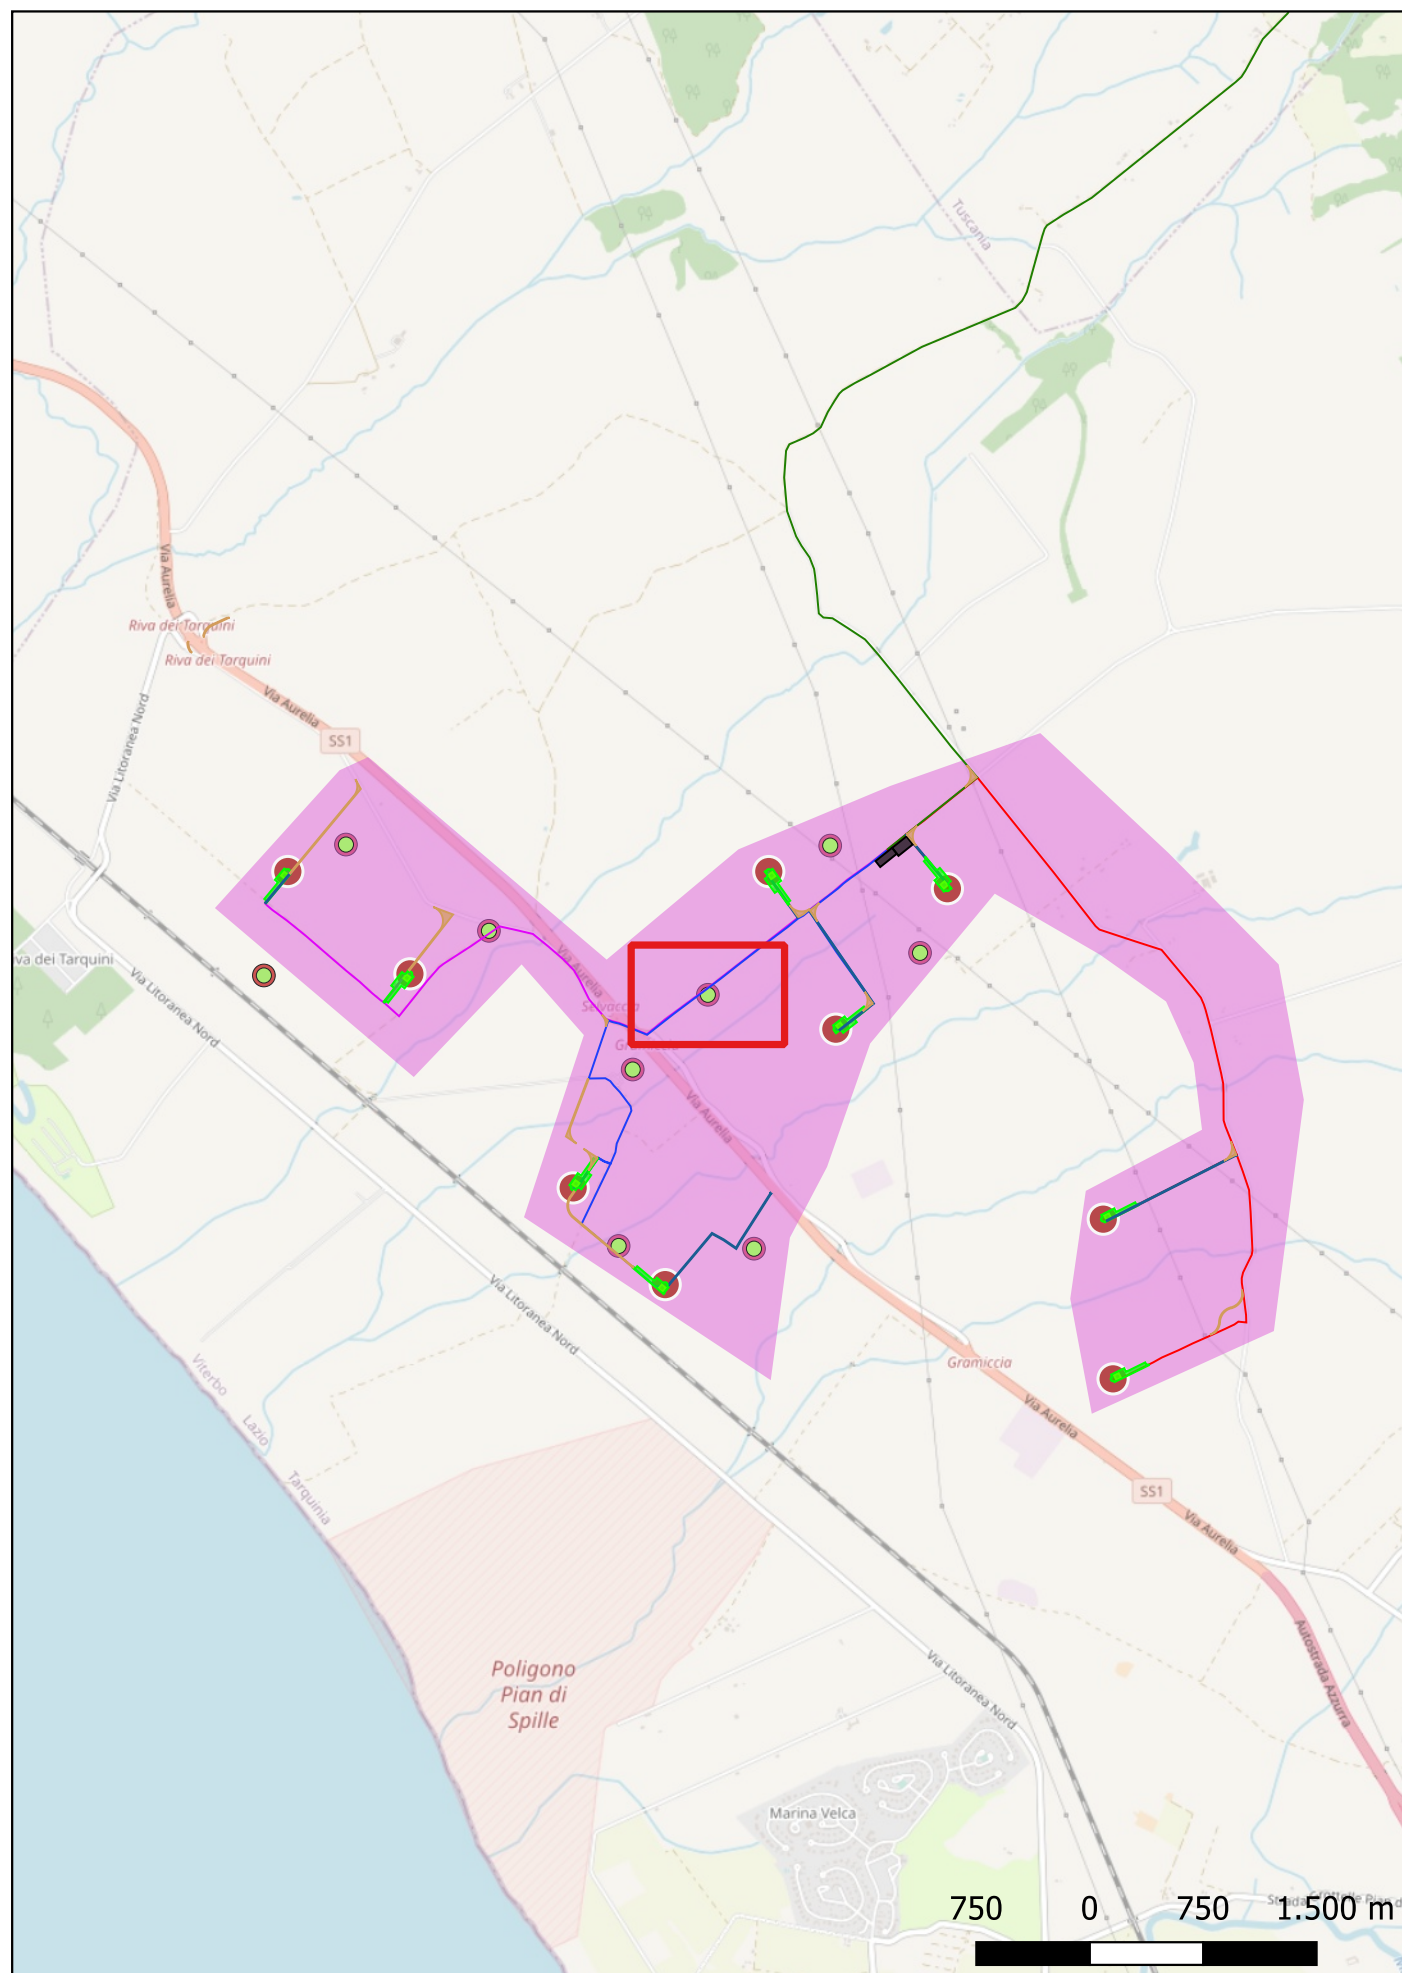 Tuscania
Via Aurelia
Riva dei Tarquini
Riva dei Tarquini
Via Aurelia
Via Litoranea Nord
SS1
Via Aurelia
va dei Tarquini
Via Litoranea Nord
Selvaccia
Gramiccia
Via Aurelia
Via Litoranea Nord
Viterbo
Lazio
Tarquinia
Gramiccia
Via Aurelia
SS1
Via Aurelia
Autostrada Azzurra
Poligono
Pian di
Spille
Via Litoranea Nord
Marina Velca
750 0 750 1.500 m